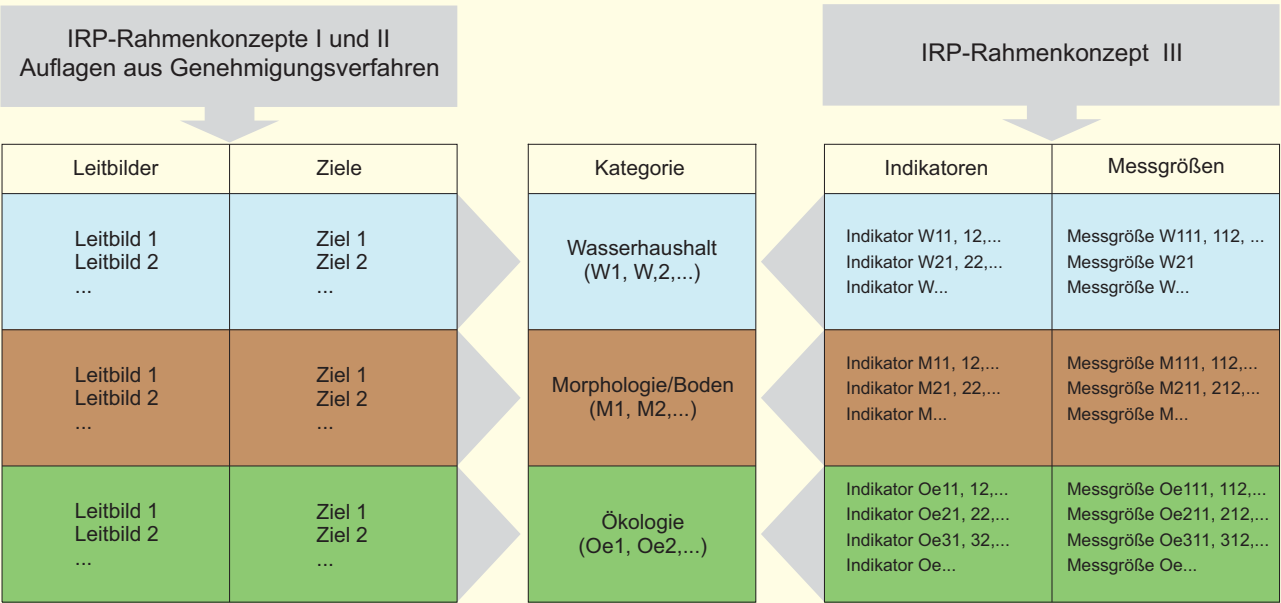 IRP-Rahmenkonzepte I und II
Auflagen aus Genehmigungsverfahren
IRP-Rahmenkonzept III
Leitbilder
Ziele
Kategorie
Indikatoren
Messgrößen
Leitbild 1
Leitbild 2
...
Ziel 1
Ziel 2
...
Wasserhaushalt
(W1, W,2,...)
Indikator W11, 12,...
Indikator W21, 22,...
Indikator W...
Messgröße W111, 112, ...
Messgröße W21
Messgröße W...
Leitbild 1
Leitbild 2
...
Ziel 1
Ziel 2
...
Morphologie/Boden
(M1, M2,...)
Indikator M11, 12,...
Indikator M21, 22,...
Indikator M...
Messgröße M111, 112,...
Messgröße M211, 212,...
Messgröße M...
Leitbild 1
Leitbild 2
...
Ziel 1
Ziel 2
...
Ökologie
(Oe1, Oe2,...)
Indikator Oe11, 12,...
Indikator Oe21, 22,...
Indikator Oe31, 32,...
Indikator Oe...
Messgröße Oe111, 112,...
Messgröße Oe211, 212,...
Messgröße Oe311, 312,...
Messgröße Oe...